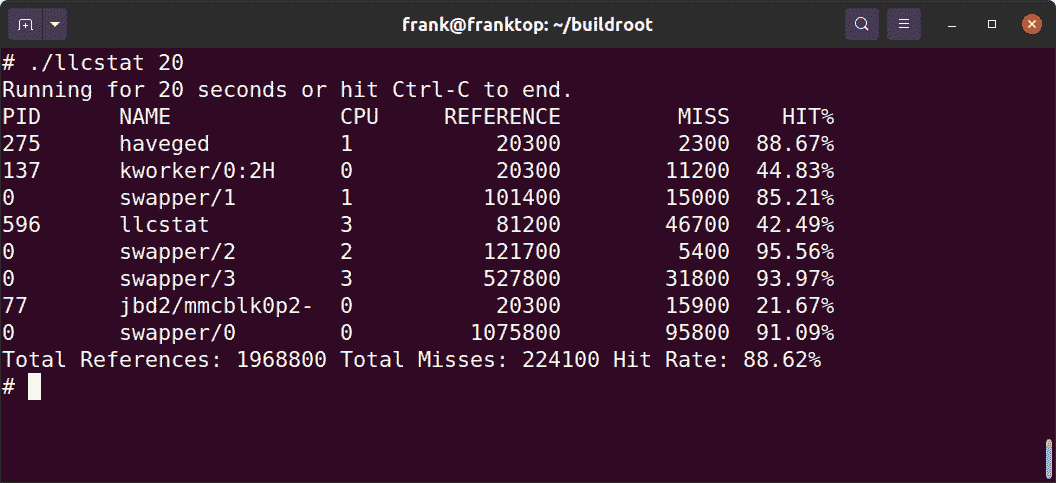 frank@franktop: ~/buildroot
# ./llcstat 20
Running for 20 seconds or hit Ctrl-C to end.
PID      NAME             CPU     REFERENCE         MISS    HIT%
275      haveged          1           20300         2300  88.67%
137      kworker/0:2H     0           20300        11200  44.83%
0        swapper/1        1          101400        15000  85.21%
596      llcstat          3           81200        46700  42.49%
0        swapper/2        2          121700         5400  95.56%
0        swapper/3        3          527800        31800  93.97%
77       jbd2/mmcblk0p2-  0           20300        15900  21.67%
0        swapper/0        0         1075800        95800  91.09%
Total References: 1968800 Total Misses: 224100 Hit Rate: 88.62%
#